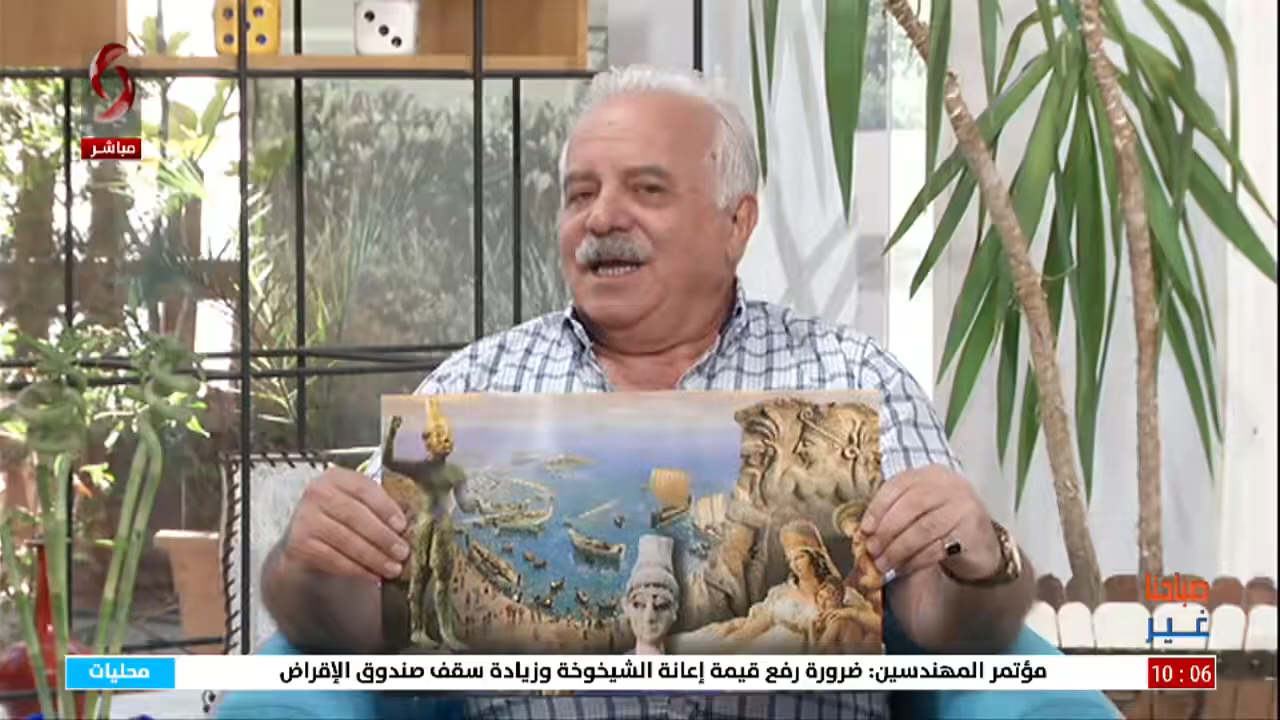 مباشر
صباحنا
غير
مؤتمر المهندسين: ضرورة رفع قيمة إعانة الشيخوخة وزيادة سقف صندوق الإقراض
محليات
10:06